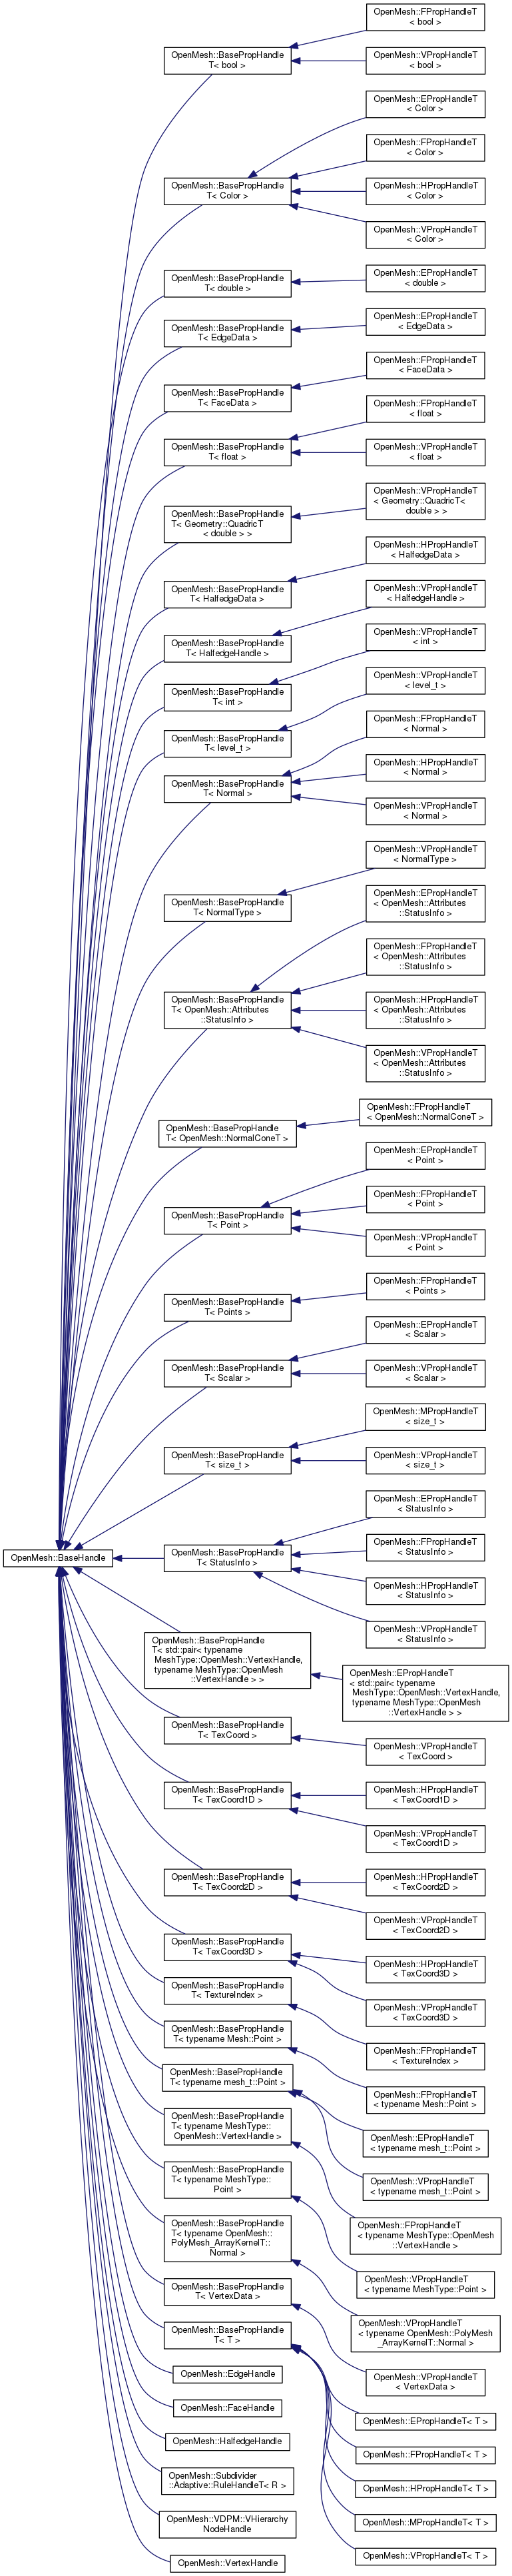 OpenMesh::BaseHandle
OpenMesh::BasePropHandle
T< bool >
OpenMesh::BasePropHandle
T< Color >
OpenMesh::BasePropHandle
T< double >
OpenMesh::BasePropHandle
T< EdgeData >
OpenMesh::BasePropHandle
T< FaceData >
OpenMesh::BasePropHandle
T< float >
OpenMesh::BasePropHandle
T< Geometry::QuadricT
< double > >
OpenMesh::BasePropHandle
T< HalfedgeData >
OpenMesh::BasePropHandle
T< HalfedgeHandle >
OpenMesh::BasePropHandle
T< int >
OpenMesh::BasePropHandle
T< level_t >
OpenMesh::BasePropHandle
T< Normal >
OpenMesh::BasePropHandle
T< NormalType >
OpenMesh::BasePropHandle
T< OpenMesh::Attributes
::StatusInfo >
OpenMesh::BasePropHandle
T< OpenMesh::NormalConeT >
OpenMesh::BasePropHandle
T< Point >
OpenMesh::BasePropHandle
T< Points >
OpenMesh::BasePropHandle
T< Scalar >
OpenMesh::BasePropHandle
T< size_t >
OpenMesh::BasePropHandle
T< StatusInfo >
OpenMesh::BasePropHandle
T< std::pair< typename
MeshType::OpenMesh::VertexHandle,
typename MeshType::OpenMesh
::VertexHandle > >
OpenMesh::BasePropHandle
T< TexCoord >
OpenMesh::BasePropHandle
T< TexCoord1D >
OpenMesh::BasePropHandle
T< TexCoord2D >
OpenMesh::BasePropHandle
T< TexCoord3D >
OpenMesh::BasePropHandle
T< TextureIndex >
OpenMesh::BasePropHandle
T< typename Mesh::Point >
OpenMesh::BasePropHandle
T< typename mesh_t::Point >
OpenMesh::BasePropHandle
T< typename MeshType::
OpenMesh::VertexHandle >
OpenMesh::BasePropHandle
T< typename MeshType::
Point >
OpenMesh::BasePropHandle
T< typename OpenMesh::
PolyMesh_ArrayKernelT::
Normal >
OpenMesh::BasePropHandle
T< VertexData >
OpenMesh::BasePropHandle
T< T >
OpenMesh::EdgeHandle
OpenMesh::FaceHandle
OpenMesh::HalfedgeHandle
OpenMesh::Subdivider
::Adaptive::RuleHandleT< R >
OpenMesh::VDPM::VHierarchy
NodeHandle
OpenMesh::VertexHandle
OpenMesh::FPropHandleT
< bool >
OpenMesh::VPropHandleT
< bool >
OpenMesh::EPropHandleT
< Color >
OpenMesh::FPropHandleT
< Color >
OpenMesh::HPropHandleT
< Color >
OpenMesh::VPropHandleT
< Color >
OpenMesh::EPropHandleT
< double >
OpenMesh::EPropHandleT
< EdgeData >
OpenMesh::FPropHandleT
< FaceData >
OpenMesh::FPropHandleT
< float >
OpenMesh::VPropHandleT
< float >
OpenMesh::VPropHandleT
< Geometry::QuadricT<
double > >
OpenMesh::HPropHandleT
< HalfedgeData >
OpenMesh::VPropHandleT
< HalfedgeHandle >
OpenMesh::VPropHandleT
< int >
OpenMesh::VPropHandleT
< level_t >
OpenMesh::FPropHandleT
< Normal >
OpenMesh::HPropHandleT
< Normal >
OpenMesh::VPropHandleT
< Normal >
OpenMesh::VPropHandleT
< NormalType >
OpenMesh::EPropHandleT
< OpenMesh::Attributes
::StatusInfo >
OpenMesh::FPropHandleT
< OpenMesh::Attributes
::StatusInfo >
OpenMesh::HPropHandleT
< OpenMesh::Attributes
::StatusInfo >
OpenMesh::VPropHandleT
< OpenMesh::Attributes
::StatusInfo >
OpenMesh::FPropHandleT
< OpenMesh::NormalConeT >
OpenMesh::EPropHandleT
< Point >
OpenMesh::FPropHandleT
< Point >
OpenMesh::VPropHandleT
< Point >
OpenMesh::FPropHandleT
< Points >
OpenMesh::EPropHandleT
< Scalar >
OpenMesh::VPropHandleT
< Scalar >
OpenMesh::MPropHandleT
< size_t >
OpenMesh::VPropHandleT
< size_t >
OpenMesh::EPropHandleT
< StatusInfo >
OpenMesh::FPropHandleT
< StatusInfo >
OpenMesh::HPropHandleT
< StatusInfo >
OpenMesh::VPropHandleT
< StatusInfo >
OpenMesh::EPropHandleT
< std::pair< typename
MeshType::OpenMesh::VertexHandle,
typename MeshType::OpenMesh
::VertexHandle > >
OpenMesh::VPropHandleT
< TexCoord >
OpenMesh::HPropHandleT
< TexCoord1D >
OpenMesh::VPropHandleT
< TexCoord1D >
OpenMesh::HPropHandleT
< TexCoord2D >
OpenMesh::VPropHandleT
< TexCoord2D >
OpenMesh::HPropHandleT
< TexCoord3D >
OpenMesh::VPropHandleT
< TexCoord3D >
OpenMesh::FPropHandleT
< TextureIndex >
OpenMesh::FPropHandleT
< typename Mesh::Point >
OpenMesh::EPropHandleT
< typename mesh_t::Point >
OpenMesh::VPropHandleT
< typename mesh_t::Point >
OpenMesh::FPropHandleT
< typename MeshType::OpenMesh
::VertexHandle >
OpenMesh::VPropHandleT
< typename MeshType::Point >
OpenMesh::VPropHandleT
< typename OpenMesh::PolyMesh
_ArrayKernelT::Normal >
OpenMesh::VPropHandleT
< VertexData >
OpenMesh::EPropHandleT< T >
OpenMesh::FPropHandleT< T >
OpenMesh::HPropHandleT< T >
OpenMesh::MPropHandleT< T >
OpenMesh::VPropHandleT< T >